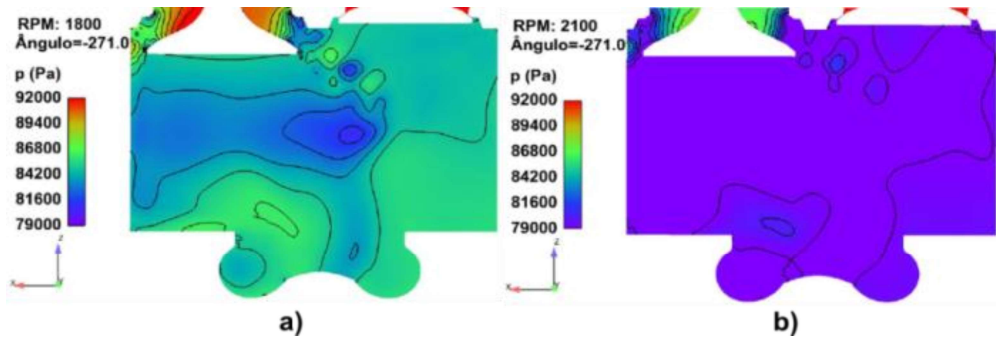 RPM: 1800
Ângulo=-271.0
p (Pa)
92000
89400
86800
84200
81600
79000
z
x
Y
a)
RPM: 2100
Ângulo=-271.0
p (Pa)
92000
89400
86800
84200
81600
79000
z
x
Y
b)